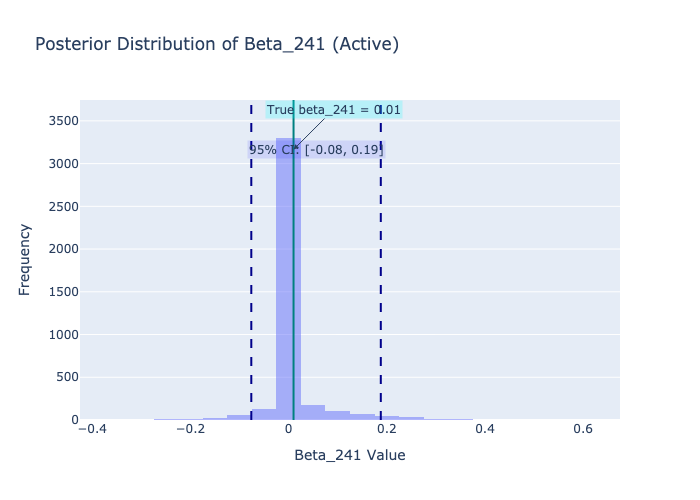 Posterior Distribution of Beta_241 (Active)
True beta_241 = 0.01
95% CI: [-0.08, 0.19]
3500
3000
2500
2000
1500
1000
500
0
Frequency
−0.4 −0.2 0 0.2 0.4 0.6
Beta_241 Value